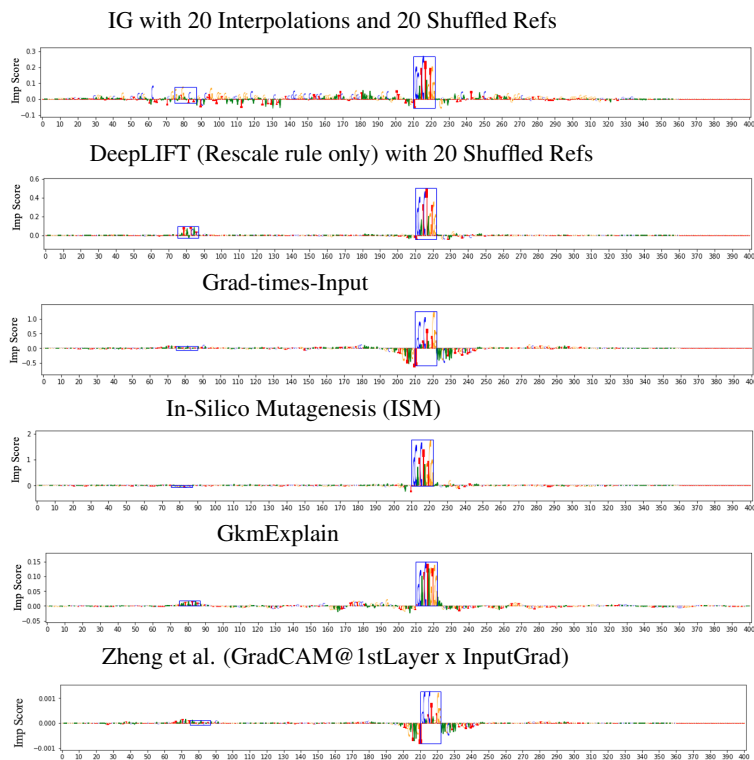 IG with 20 Interpolations and 20 Shuffled Refs
Imp Score
0.3
0.2
0.1
0.0
−0.1
0 10 20 30 40 50 60 70 80 90 100 110 120 130 140 150 160 170 180 190 200 210 220 230 240 250 260 270 280 290 300 310 320 330 340 350 360 370 380 390 400
DeepLIFT (Rescale rule only) with 20 Shuffled Refs
Imp Score
0.6
0.4
0.2
0.0
0 10 20 30 40 50 60 70 80 90 100 110 120 130 140 150 160 170 180 190 200 210 220 230 240 250 260 270 280 290 300 310 320 330 340 350 360 370 380 390 400
Grad-times-Input
Imp Score
1.0
0.5
0.0
−0.5
0 10 20 30 40 50 60 70 80 90 100 110 120 130 140 150 160 170 180 190 200 210 220 230 240 250 260 270 280 290 300 310 320 330 340 350 360 370 380 390 400
In-Silico Mutagenesis (ISM)
Imp Score
2
1
0
0 10 20 30 40 50 60 70 80 90 100 110 120 130 140 150 160 170 180 190 200 210 220 230 240 250 260 270 280 290 300 310 320 330 340 350 360 370 380 390 400
GkmExplain
Imp Score
0.15
0.10
0.05
0.00
−0.05
0 10 20 30 40 50 60 70 80 90 100 110 120 130 140 150 160 170 180 190 200 210 220 230 240 250 260 270 280 290 300 310 320 330 340 350 360 370 380 390 400
Zheng et al. (GradCAM@1stLayer x InputGrad)
Imp Score
0.001
0.000
−0.001
0 10 20 30 40 50 60 70 80 90 100 110 120 130 140 150 160 170 180 190 200 210 220 230 240 250 260 270 280 290 300 310 320 330 340 350 360 370 380 390 400